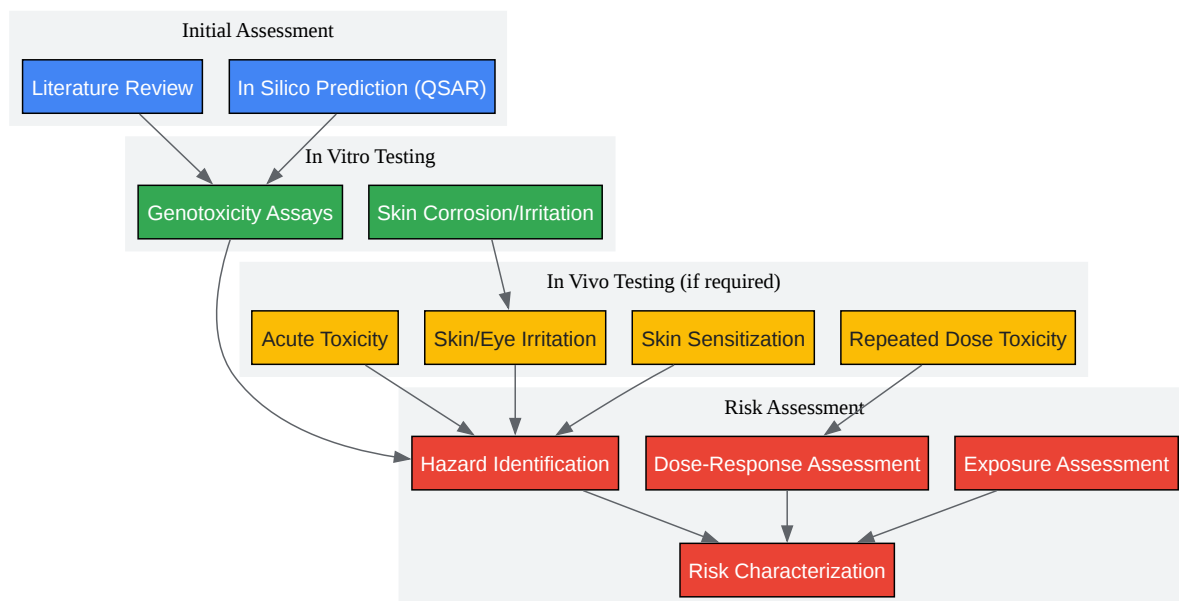 Initial Assessment
Literature Review
In Silico Prediction (QSAR)
In Vitro Testing
Genotoxicity Assays
Skin Corrosion/Irritation
In Vivo Testing (if required)
Acute Toxicity
Skin/Eye Irritation
Skin Sensitization
Repeated Dose Toxicity
Risk Assessment
Hazard Identification
Dose-Response Assessment
Exposure Assessment
Risk Characterization